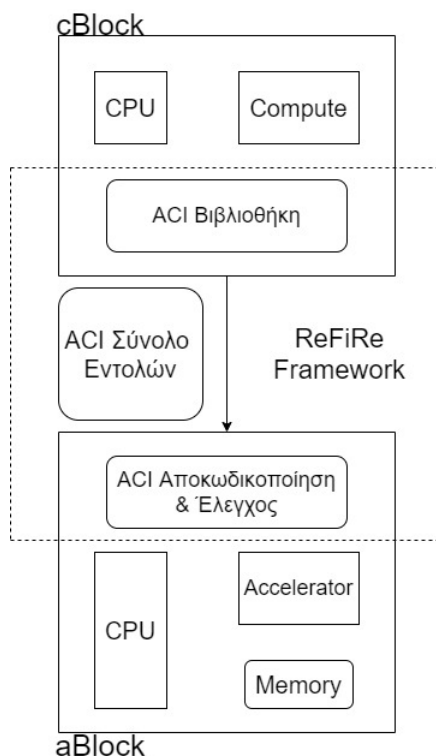 cBlock
CPU
Compute
ACI Βιβλιοθήκη
ACI Σύνολο
Εντολών
ReFiRe
Framework
ACI Αποκωδικοποίηση
& Έλεγχος
CPU
Accelerator
Memory
aBlock